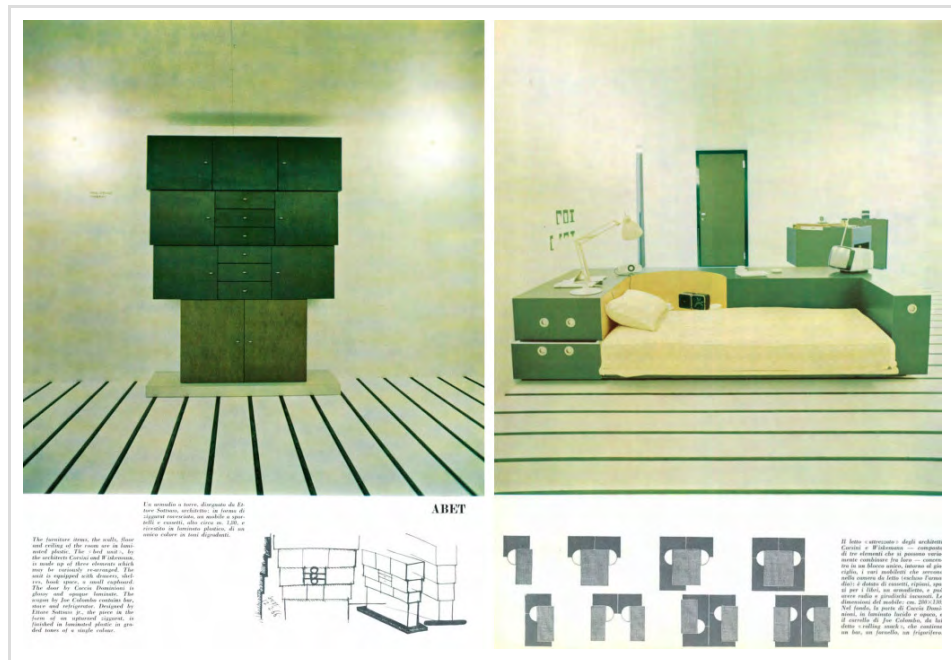 Un armadio a torre, disegnato da Et-
tore Sottsass, architetto: in forma di
ziggurat rovesciato, un mobile a spor-
telli e cassetti, alto circa m. 2,00, e
rivestito in laminato plastico, di un
unico colore in toni degradanti.
ABET
The furniture items, the walls, floor
and ceiling of the room are in lami-
nated plastic. The «bed unit», by
the architects Corsini and Wiskemann,
is made up of three elements which
may be variously re-arranged. The
unit is equipped with drawers, shel-
ves, book space, a small cupboard.
The door by Caccia Dominioni is
glossy and opaque laminate. The
wagon by Joe Colombo contains bar,
stove and refrigerator. Designed by
Ettore Sottsass jr., the piece in the
form of an upturned ziggurat, is
finished in laminated plastic in gra-
ded tones of a single colour.
Il letto «attrezzato» degli architetti
Corsini e Wiskemann — composto
di tre elementi che si possono varia-
mente combinare fra loro — concen-
tra in un blocco unico, intorno al gia-
ciglio, i vari mobiletti che servono
nella camera da letto (escluso l'arma-
dio): è dotato di cassetti, ripiani, spa-
zi per i libri, un armadietto, e può
avere radio e giradischi incassati. Le
dimensioni del mobile: cm.
Nel fondo, la porta di Caccia Domi-
nioni, in laminato lucido e opaco, e
il carrello di Joe Colombo, da lui
detto «rolling snack», che contiene
un bar, un fornello, un frigorifero.